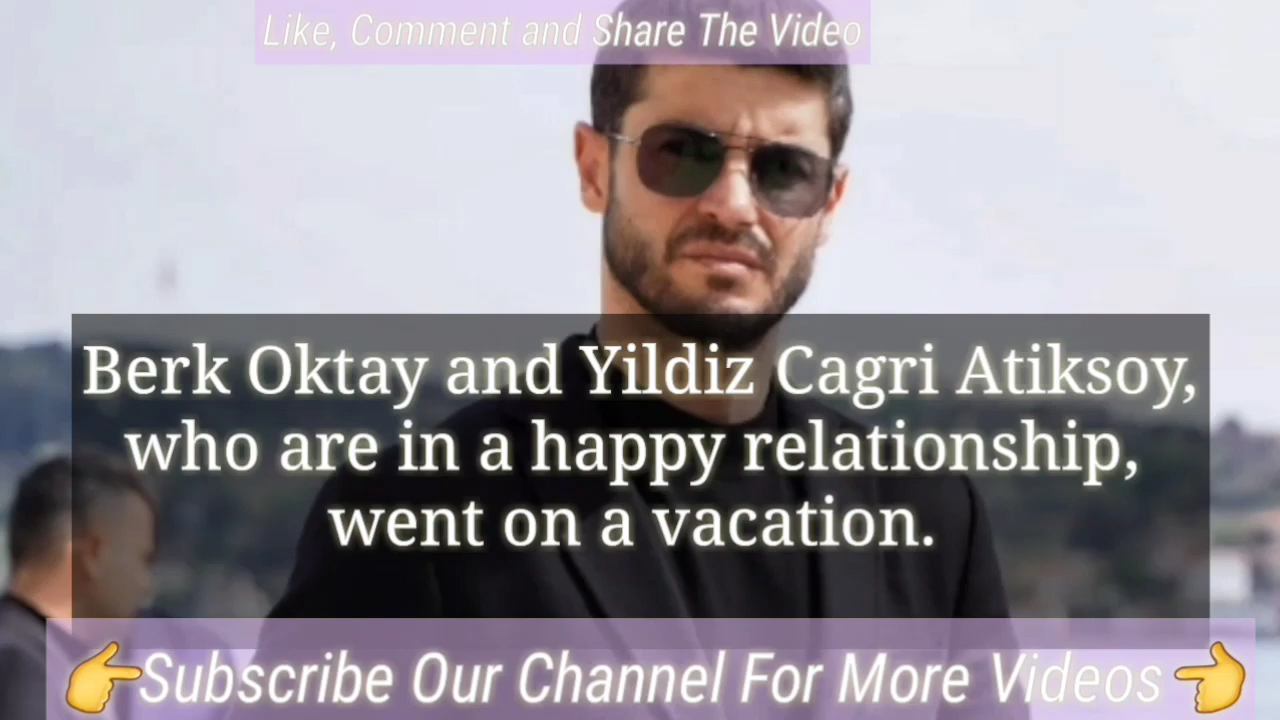 Like, Comment and Share The Video
Berk Oktay and Yildiz Cagri Atiksoy,
who are in a happy relationship,
went on a vacation.
👉Subscribe Our Channel For More Videos👈